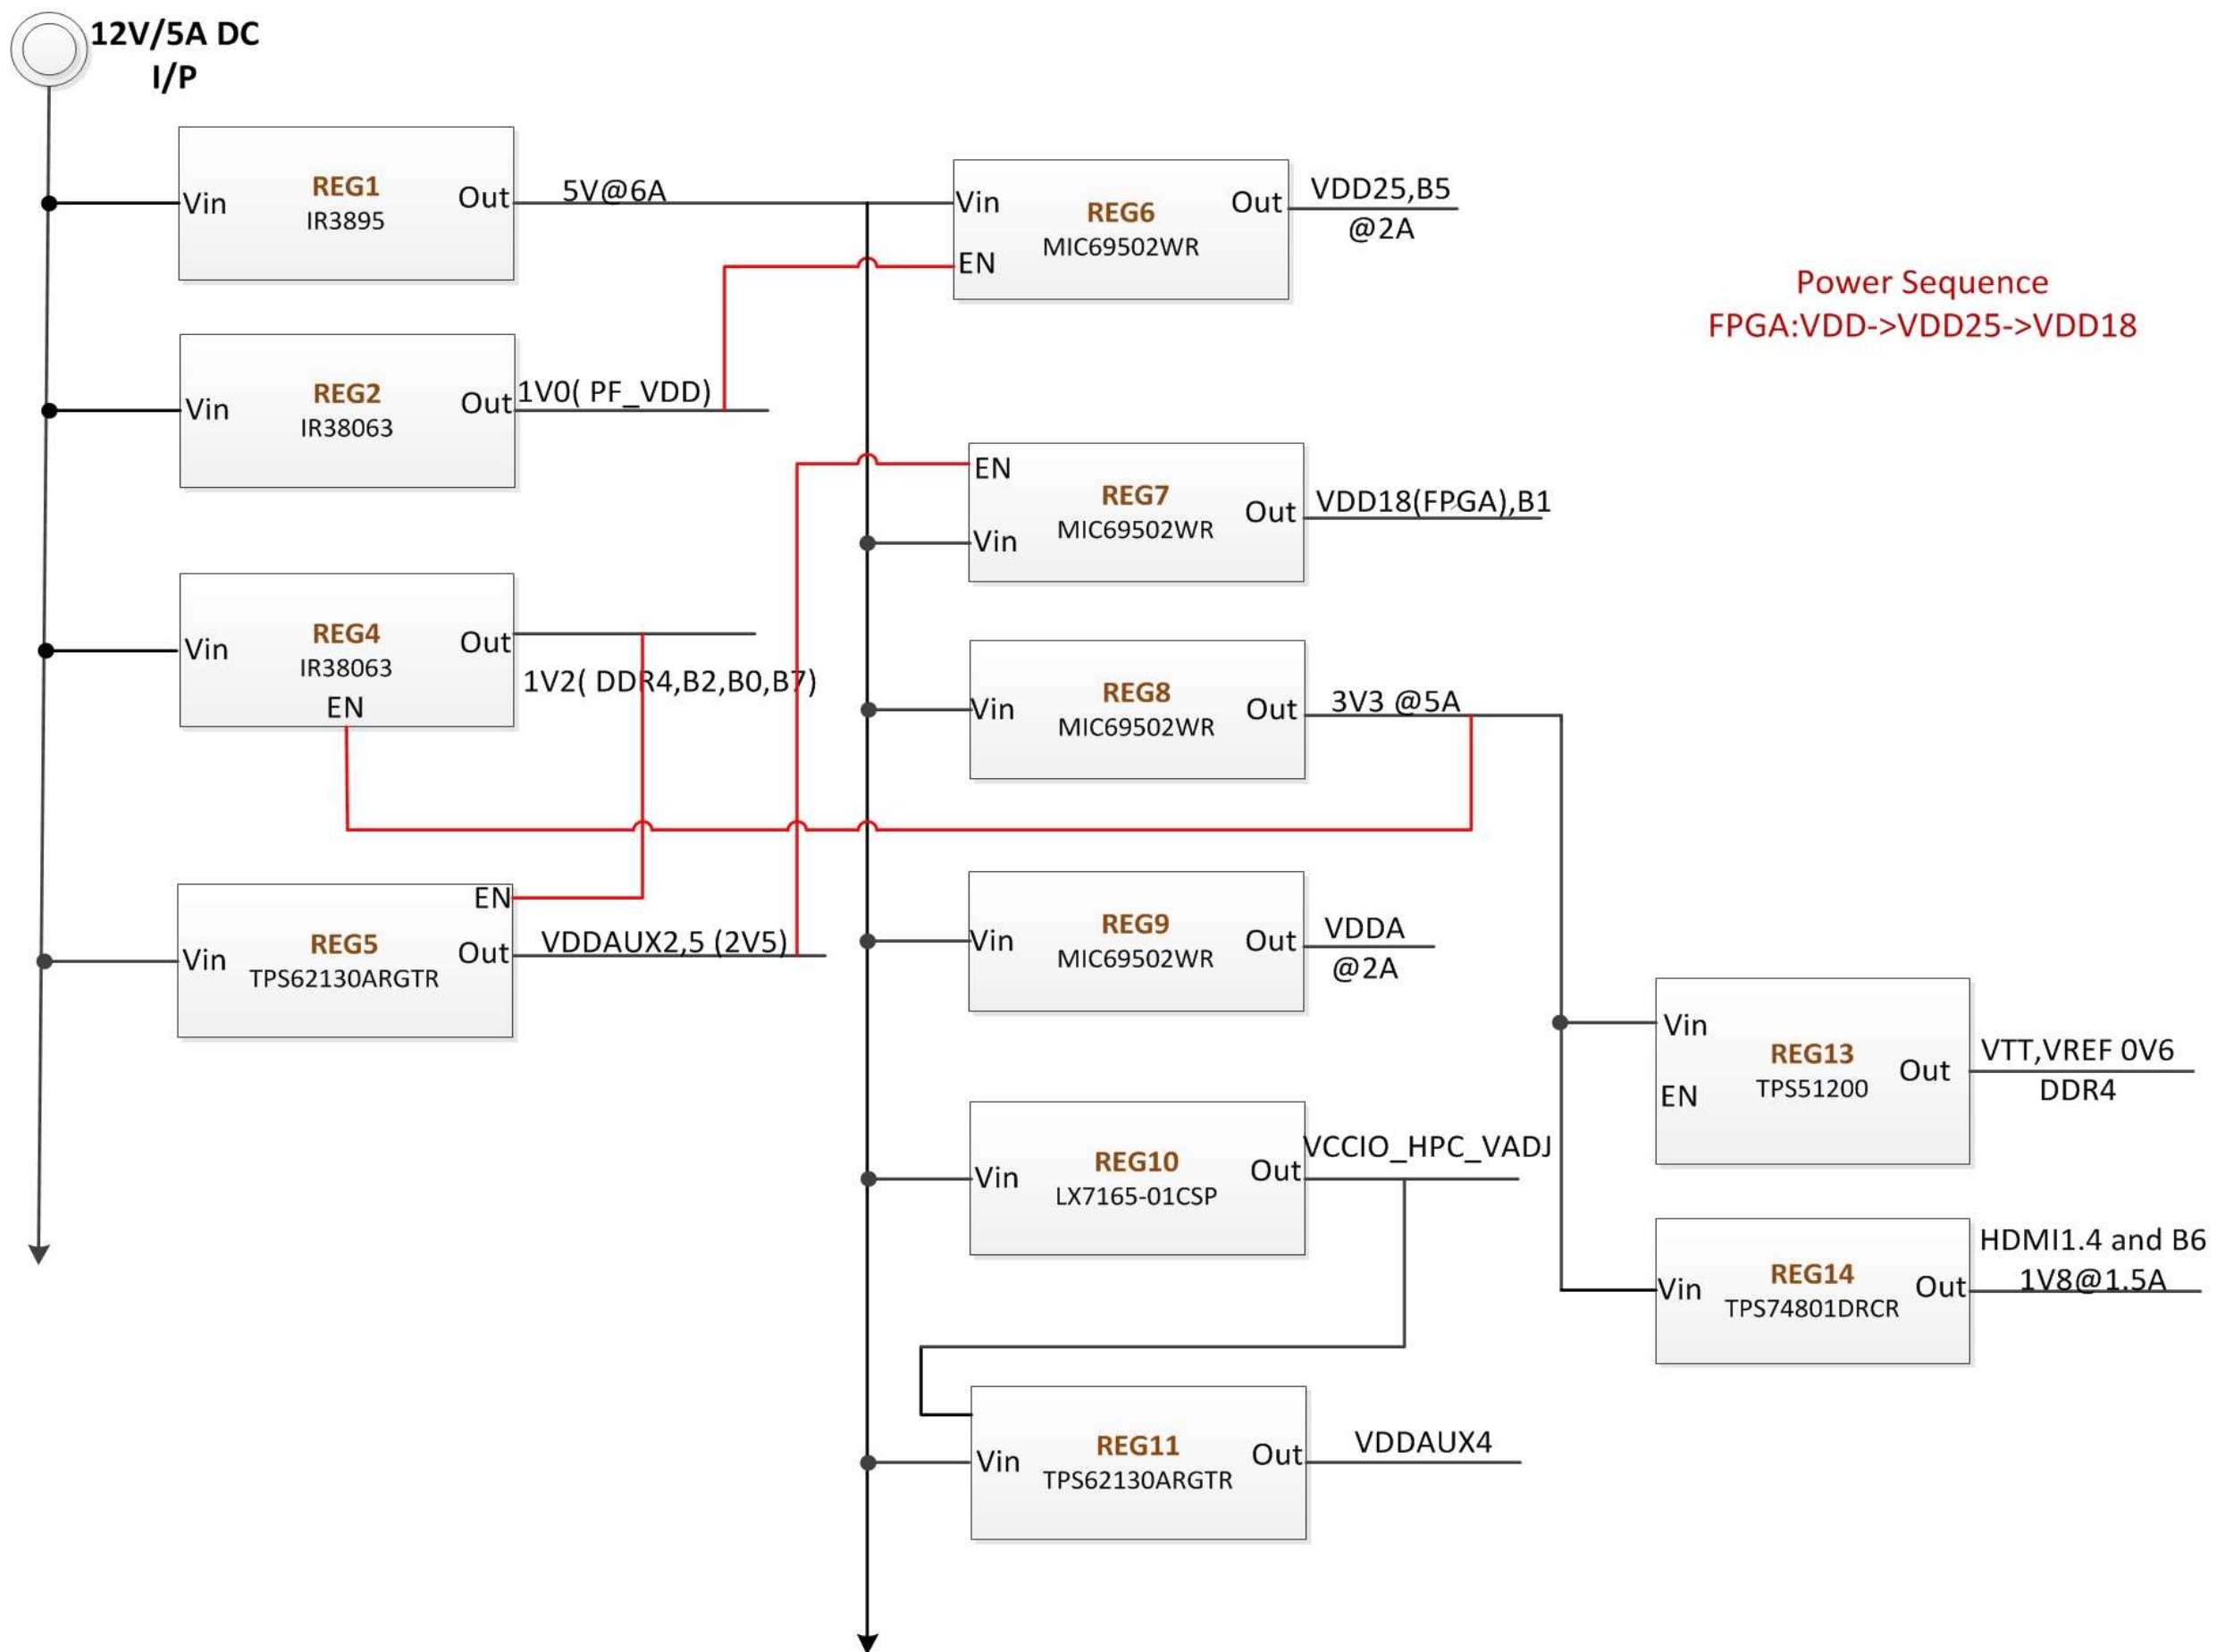 12V/5A DC
I/P
Vin
REG1
IR3895
Out
5V@6A
Vin
EN
REG6
MIC69502WR
Out
VDD25,B5
@2A
Power Sequence
FPGA:VDD->VDD25->VDD18
Vin
REG2
IR38063
Out
1V0( PF_VDD)
EN
Vin
REG7
MIC69502WR
Out
VDD18(FPGA),B1
Vin
REG4
IR38063
EN
Out
1V2( DDR4,B2,B0,B7)
Vin
REG8
MIC69502WR
Out
3V3 @5A
Vin
REG5
TPS62130ARGTR
EN
Out
VDDAUX2,5 (2V5)
Vin
REG9
MIC69502WR
Out
VDDA
@2A
Vin
EN
REG13
TPS51200
Out
VTT,VREF 0V6
DDR4
Vin
REG10
LX7165-01CSP
Out
VCCIO_HPC_VADJ
Vin
REG14
TPS74801DRCR
Out
HDMI1.4 and B6
1V8@1.5A
Vin
REG11
TPS62130ARGTR
Out
VDDAUX4